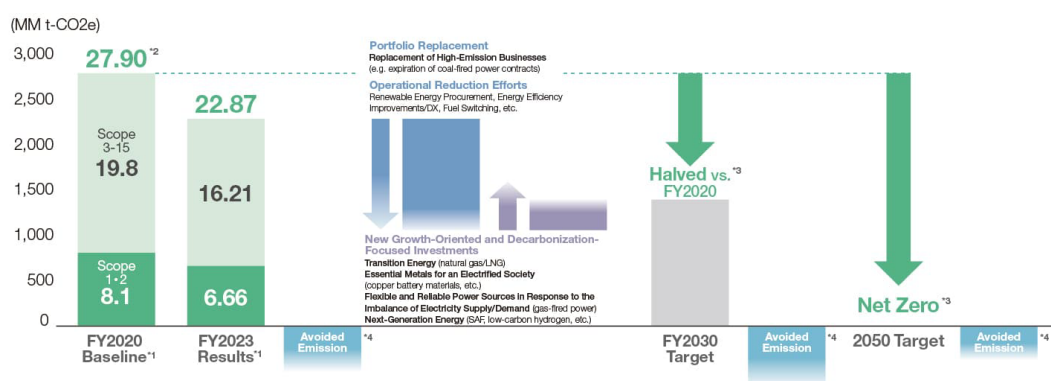 (MM t-CO2e)
3,000
2,500
2,000
1,500
1,000
500
0
27.90*2
Scope
3-15
19.8
Scope
1・2
8.1
FY2020
Baseline*1
22.87
16.21
6.66
FY2023
Results*1
Avoided
Emission
*4
Portfolio Replacement
Replacement of High-Emission Businesses
(e.g. expiration of coal-fired power contracts)
Operational Reduction Efforts
Renewable Energy Procurement, Energy Efficiency
Improvements/DX, Fuel Switching, etc.
New Growth-Oriented and Decarbonization-
Focused Investments
Transition Energy (natural gas/LNG)
Essential Metals for an Electrified Society
(copper battery materials, etc.)
Flexible and Reliable Power Sources in Response to the
Imbalance of Electricity Supply/Demand (gas-fired power)
Next-Generation Energy (SAF, low-carbon hydrogen, etc.)
Halved vs.*3
FY2020
FY2030
Target
Avoided
Emission
*4
Net Zero*3
2050 Target
Avoided
Emission
*4